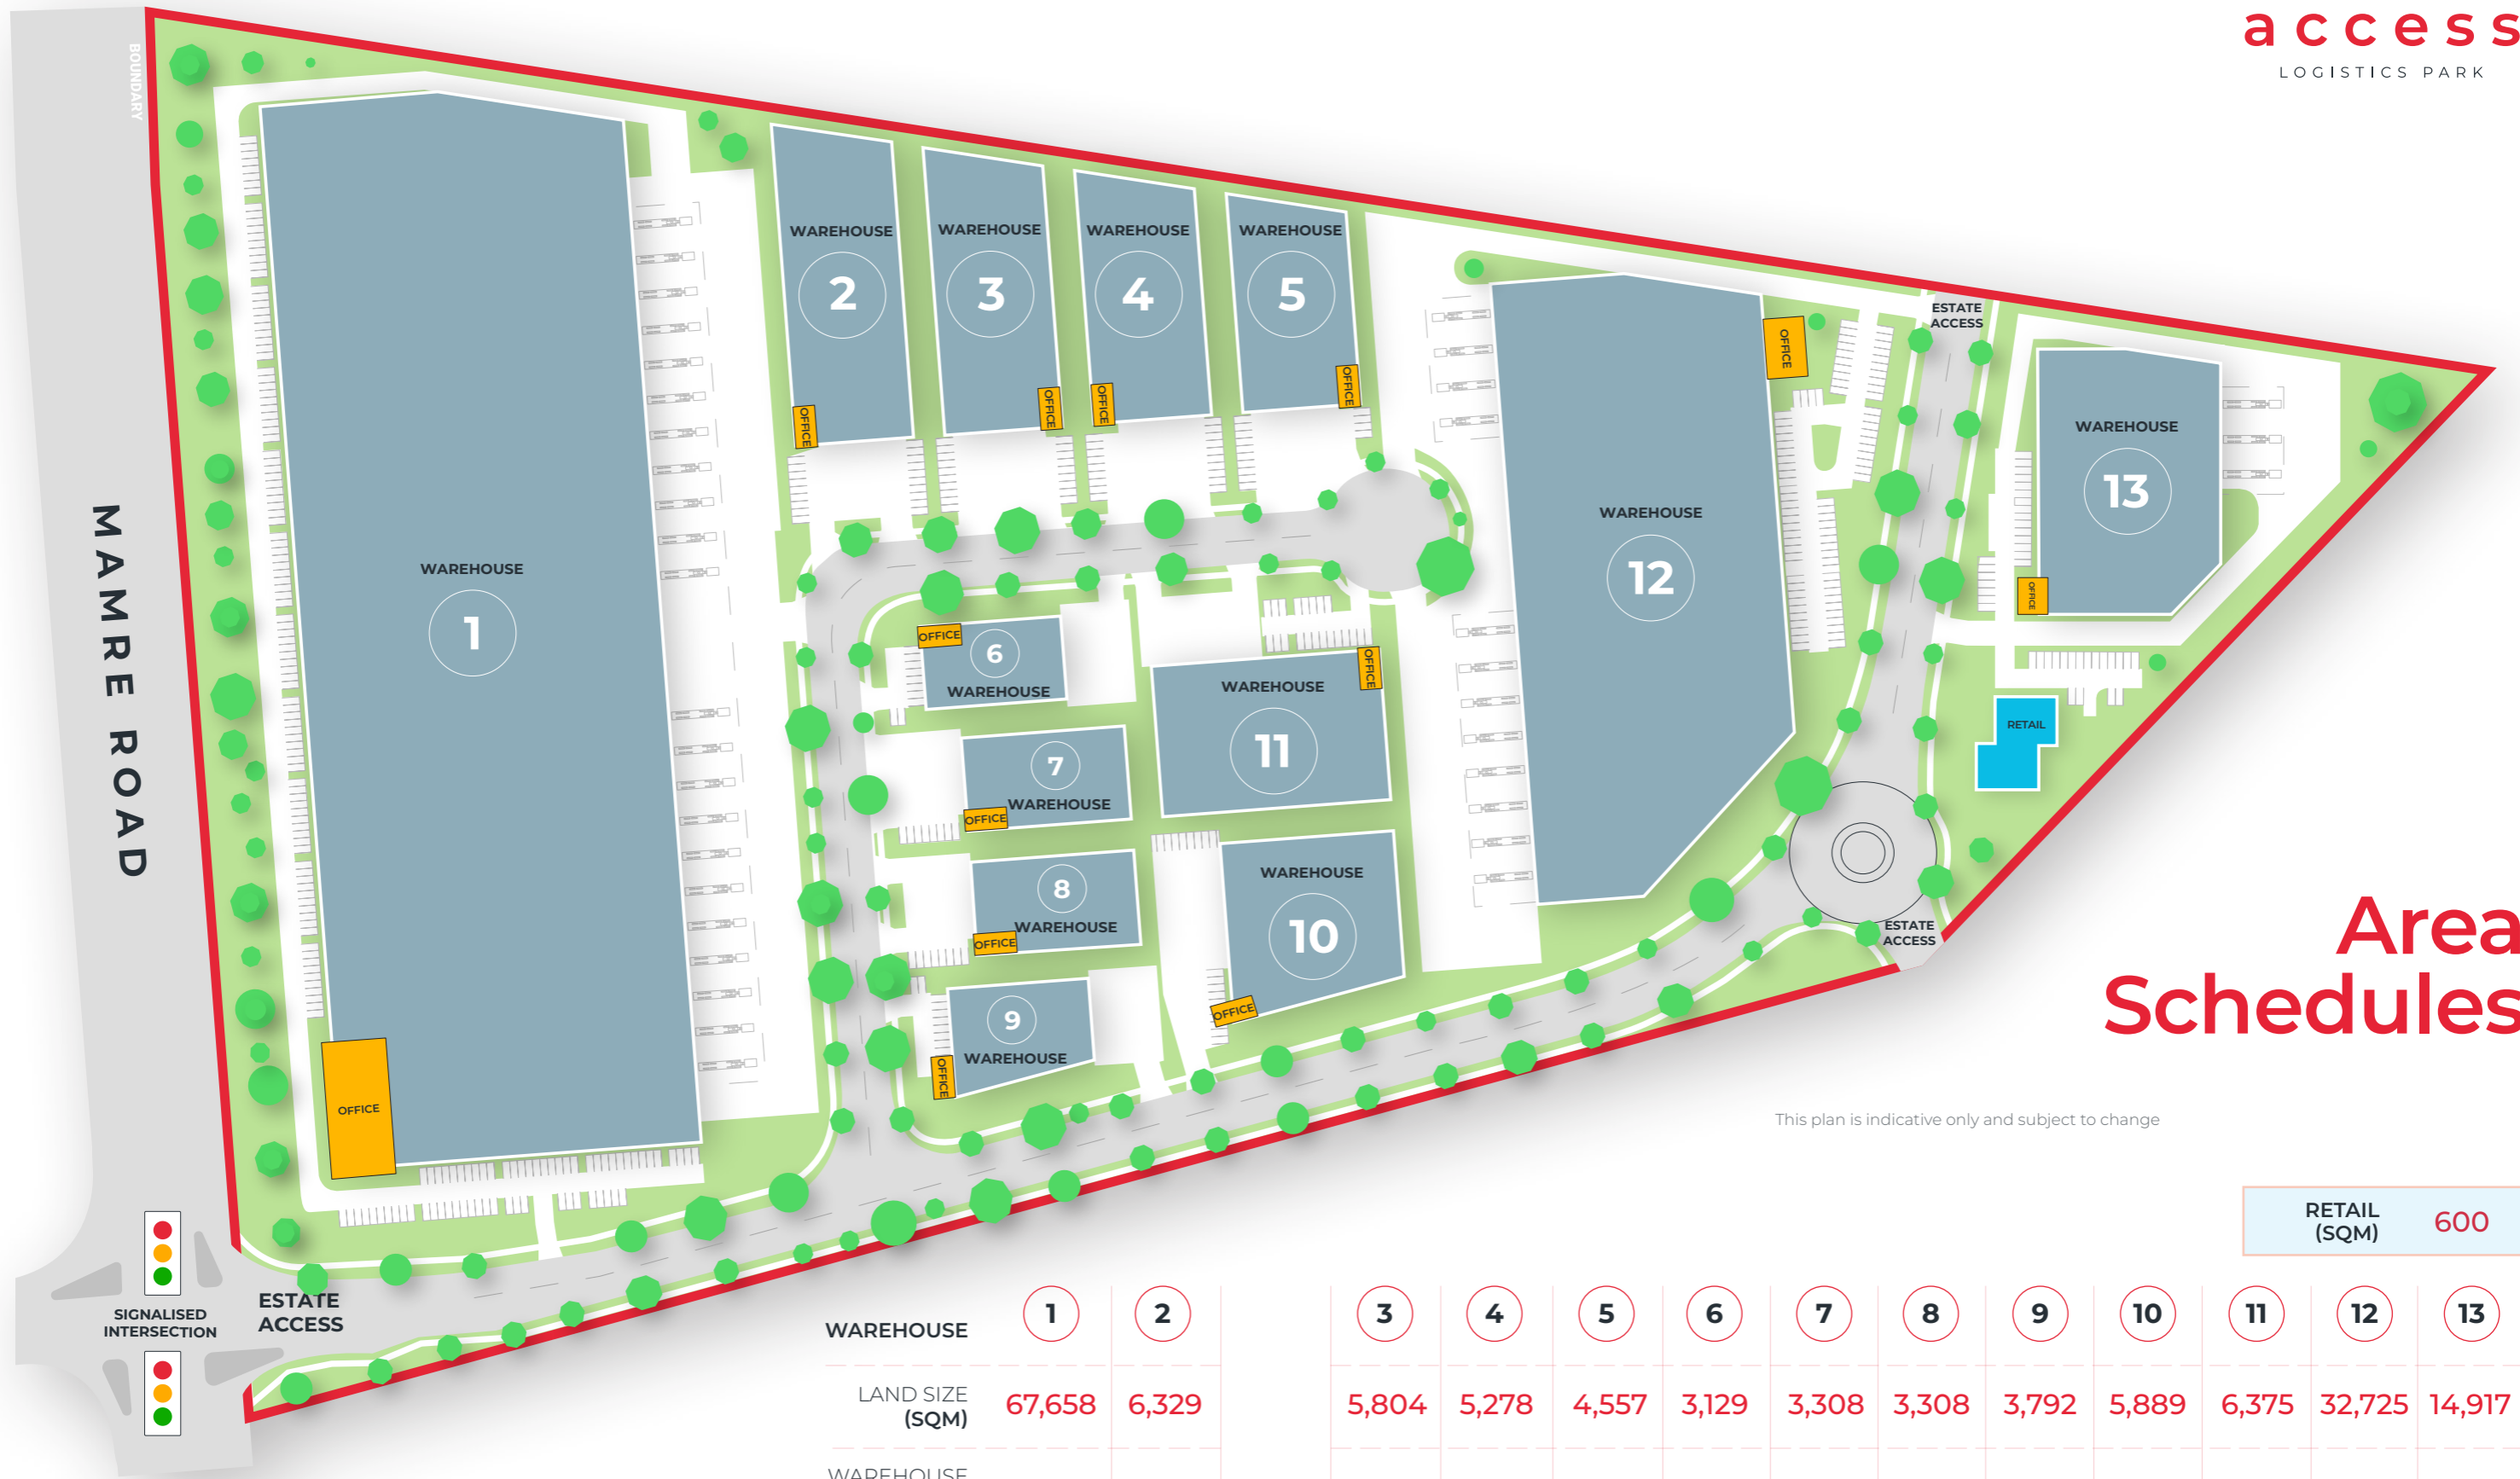 access
LOGISTICS PARK
BOUNDARY
MAMRE ROAD
WAREHOUSE
1
OFFICE
WAREHOUSE
2
OFFICE
WAREHOUSE
3
OFFICE
WAREHOUSE
4
OFFICE
WAREHOUSE
5
OFFICE
OFFICE
6
WAREHOUSE
7
WAREHOUSE
OFFICE
8
WAREHOUSE
OFFICE
9
WAREHOUSE
OFFICE
WAREHOUSE
10
OFFICE
WAREHOUSE
11
OFFICE
WAREHOUSE
12
OFFICE
ESTATE
ACCESS
WAREHOUSE
13
OFFICE
RETAIL
ESTATE
ACCESS
Area
Schedules
This plan is indicative only and subject to change
SIGNALISED
INTERSECTION
ESTATE
ACCESS
RETAIL
(SQM)
600
WAREHOUSE 1 2 3 4 5 6 7 8 9 10 11 12 13
LAND SIZE
(SQM)
67,658 6,329 5,804 5,278 4,557 3,129 3,308 3,308 3,792 5,889 6,375 32,725 14,917
WAREHOUSE